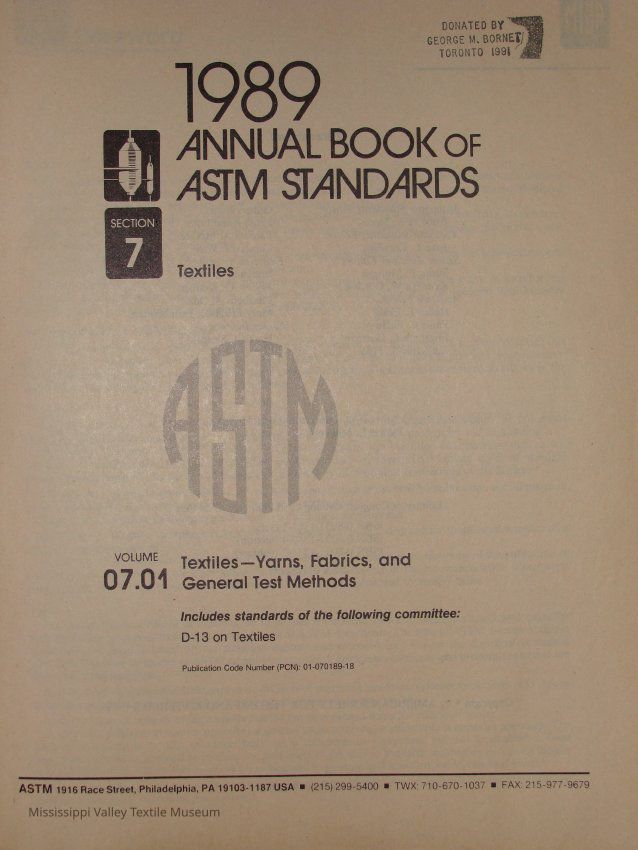 DONATED BY
GEORGE M. BORNET
TORONTO 1991
1989
ANNUAL BOOK OF
ASTM STANDARDS
SECTION
7
Textiles
ASTM
VOLUME
07.01
Textiles—Yarns, Fabrics, and
General Test Methods
Includes standards of the following committee:
D-13 on Textiles
Publication Code Number (PCN): 01-070189-18
ASTM 1916 Race Street, Philadelphia, PA 19103-1187 USA ■ (215) 299-5400 ■ TWX: 710-670-1037 ■ FAX: 215-977-9679
Mississippi Valley Textile Museum